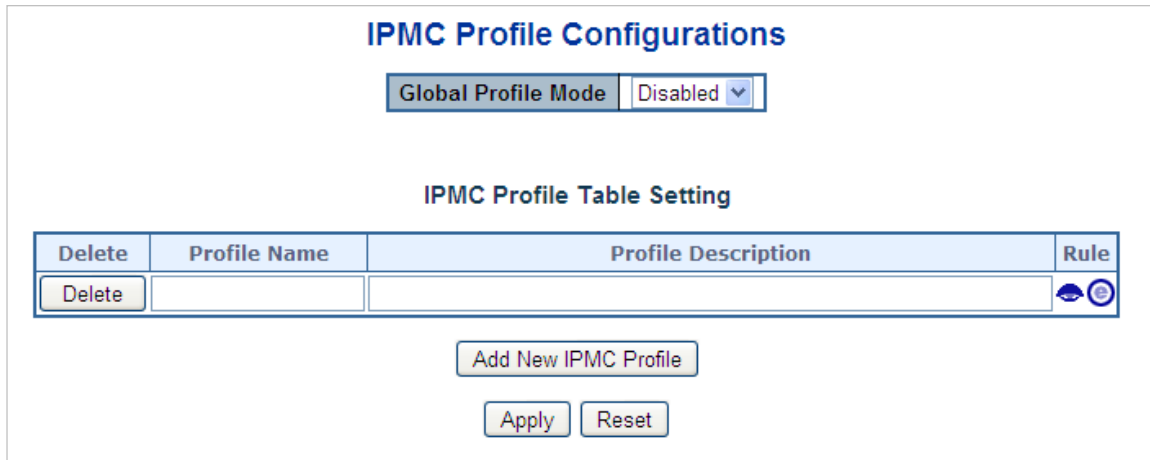 IPMC Profile Configurations
Global Profile Mode Disabled
IPMC Profile Table Setting
Delete Profile Name Profile Description Rule
Delete e
Add New IPMC Profile
Apply Reset